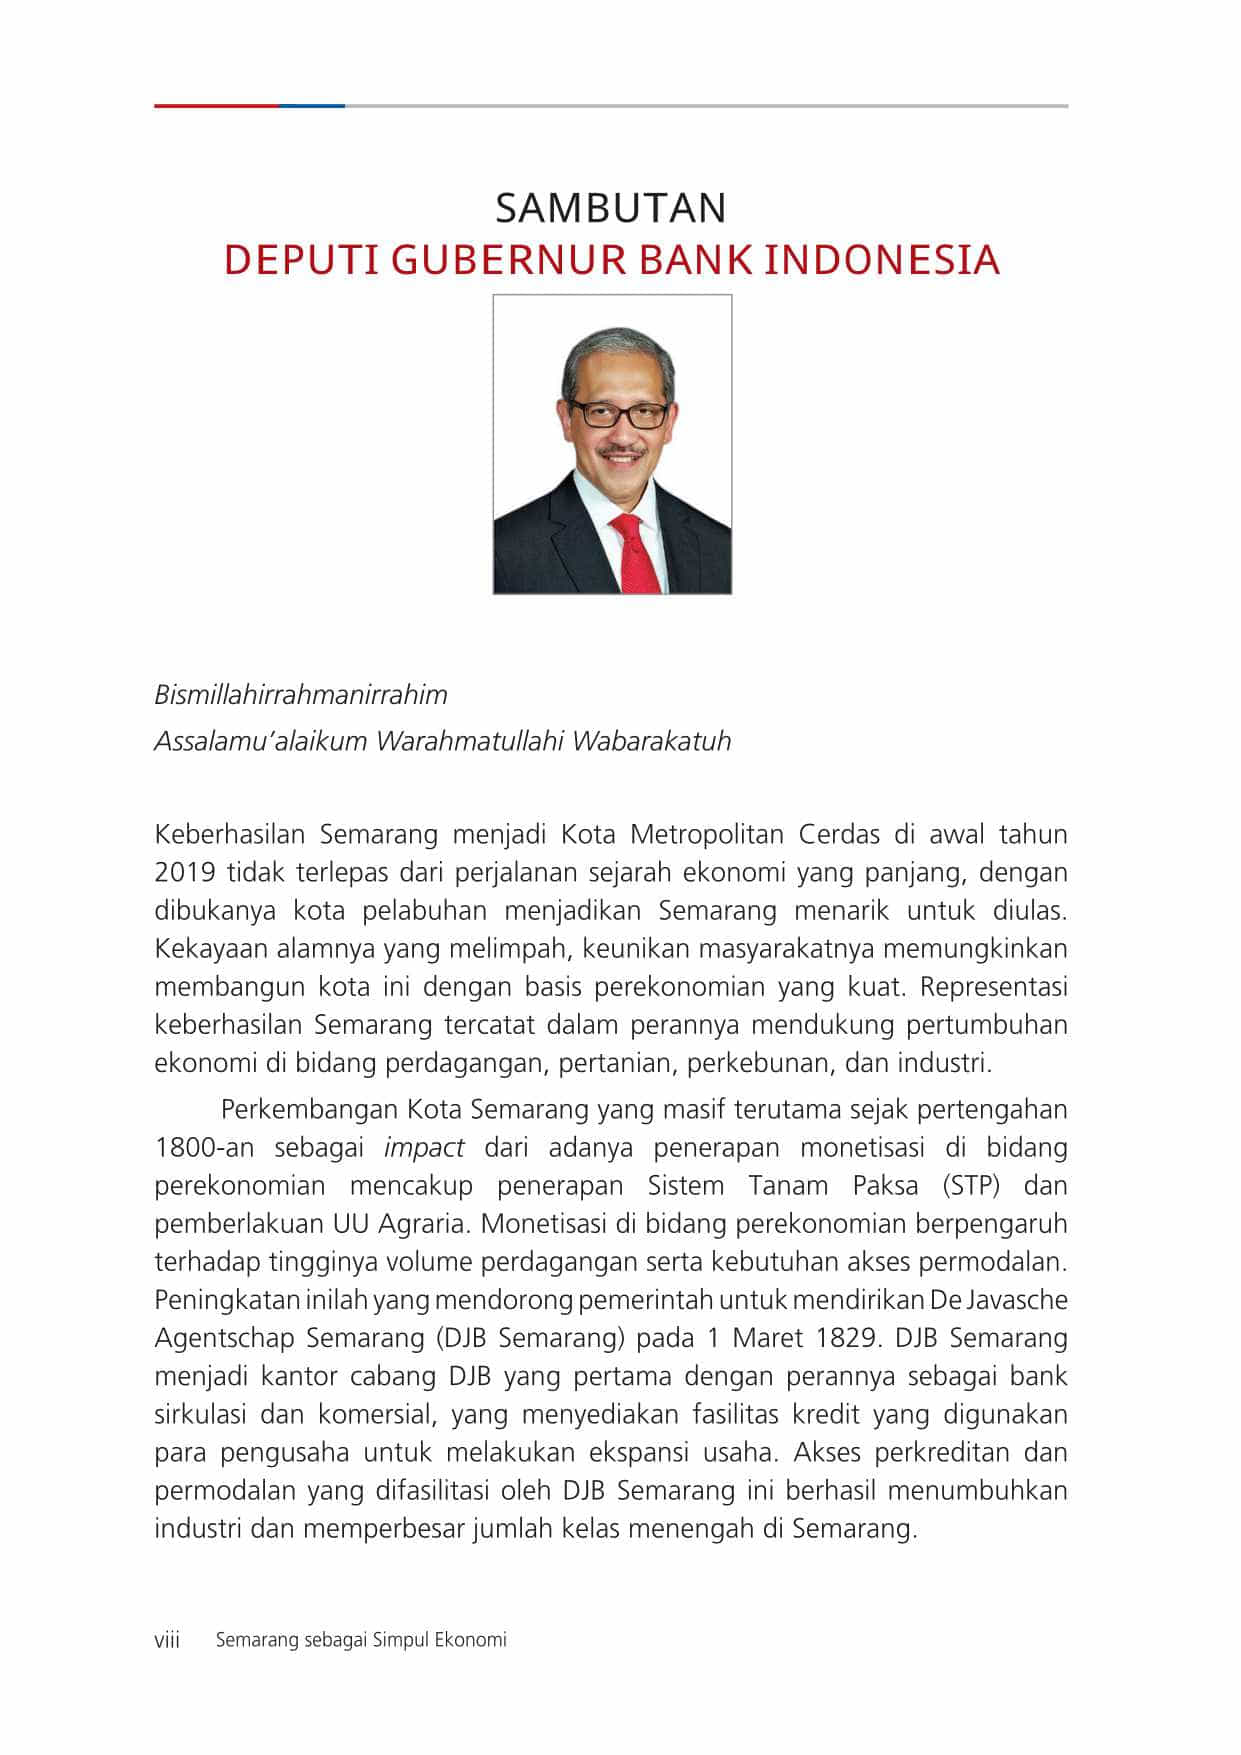 SAMBUTAN
DEPUTI GUBERNUR BANK INDONESIA
Bismillahirrahmanirrahim
Assalamu’alaikum Warahmatullahi Wabarakatuh
Keberhasilan Semarang menjadi Kota Metropolitan Cerdas di awal tahun
2019 tidak terlepas dari perjalanan sejarah ekonomi yang panjang, dengan
dibukanya kota pelabuhan menjadikan Semarang menarik untuk diulas.
Kekayaan alamnya yang melimpah, keunikan masyarakatnya memungkinkan
membangun kota ini dengan basis perekonomian yang kuat. Representasi
keberhasilan Semarang tercatat dalam perannya mendukung pertumbuhan
ekonomi di bidang perdagangan, pertanian, perkebunan, dan industri.
Perkembangan Kota Semarang yang masif terutama sejak pertengahan
1800-an sebagai impact dari adanya penerapan monetisasi di bidang
perekonomian mencakup penerapan Sistem Tanam Paksa (STP) dan
pemberlakuan UU Agraria. Monetisasi di bidang perekonomian berpengaruh
terhadap tingginya volume perdagangan serta kebutuhan akses permodalan.
Peningkatan inilah yang mendorong pemerintah untuk mendirikan De Javasche
Agentschap Semarang (DJB Semarang) pada 1 Maret 1829. DJB Semarang
menjadi kantor cabang DJB yang pertama dengan perannya sebagai bank
sirkulasi dan komersial, yang menyediakan fasilitas kredit yang digunakan
para pengusaha untuk melakukan ekspansi usaha. Akses perkreditan dan
permodalan yang difasilitasi oleh DJB Semarang ini berhasil menumbuhkan
industri dan memperbesar jumlah kelas menengah di Semarang.
viii Semarang sebagai Simpul Ekonomi